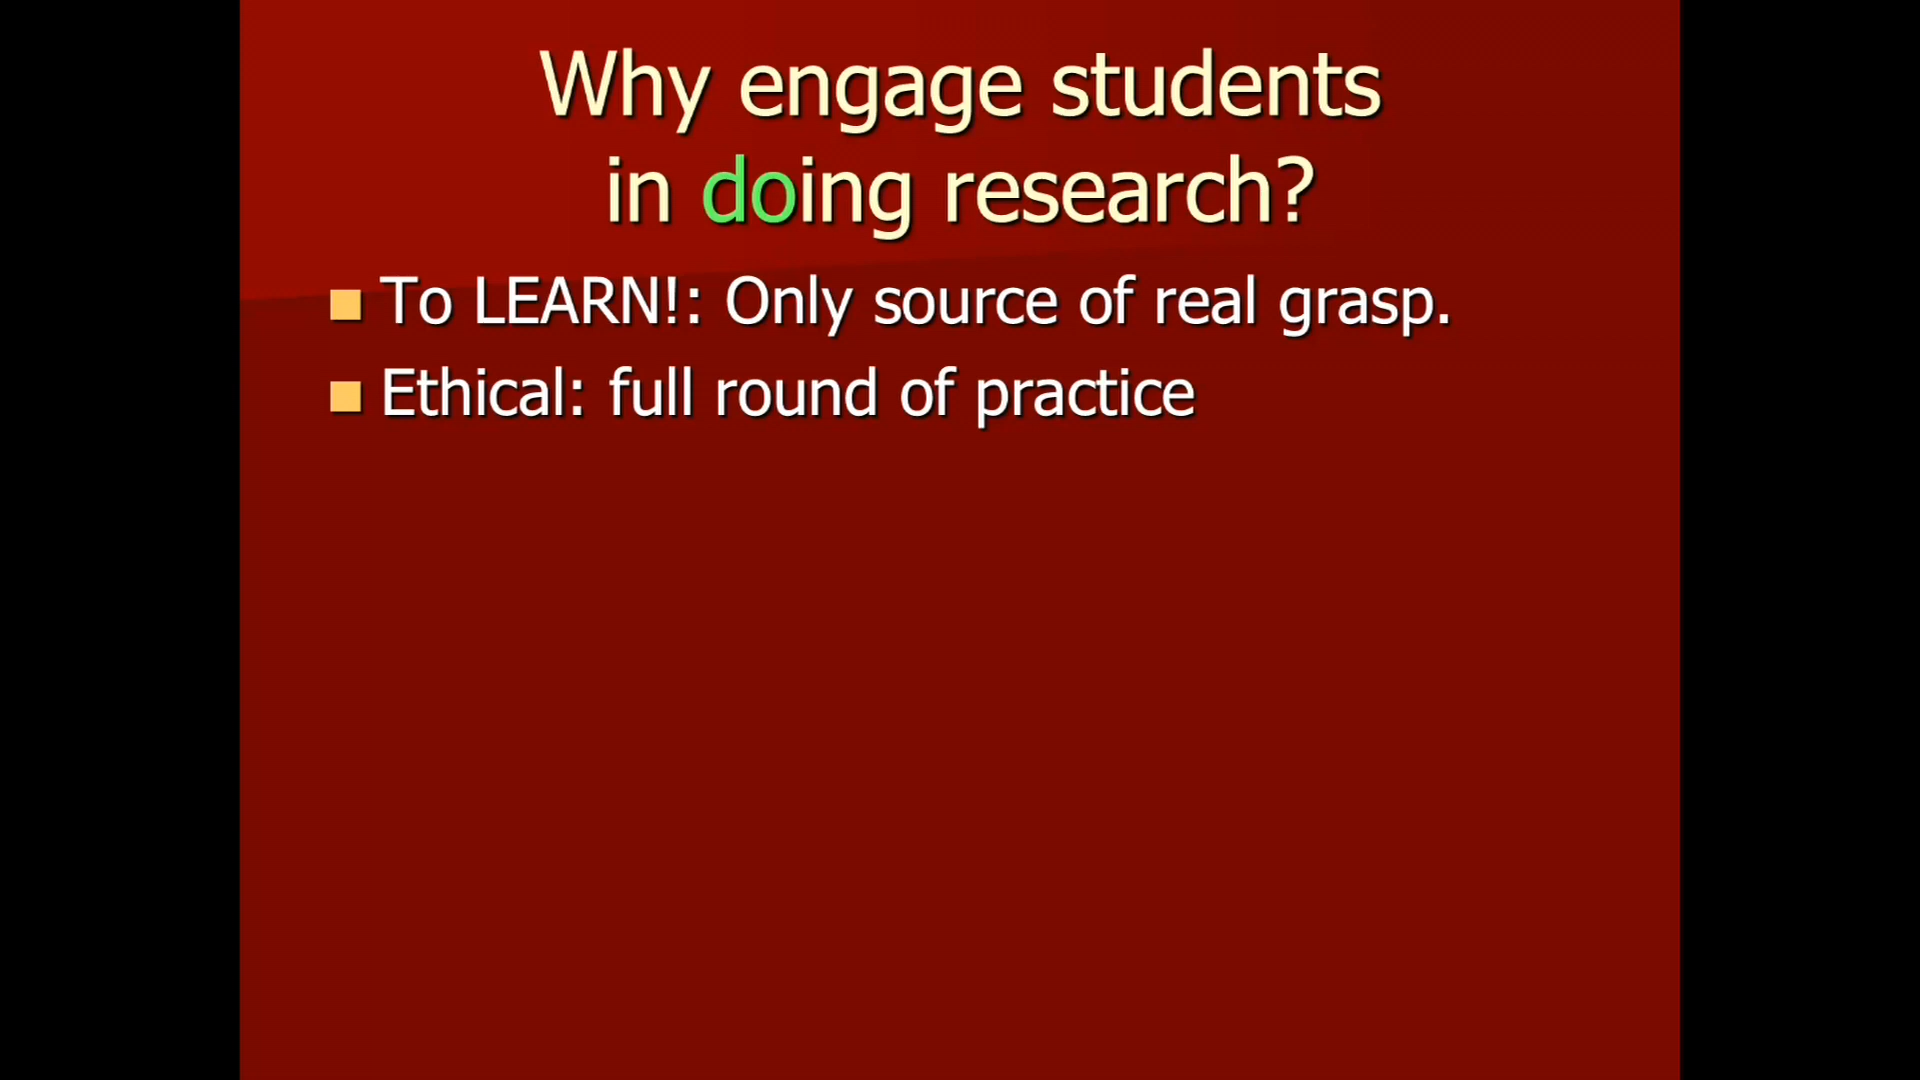 Why engage students
in doing research?
To LEARN!: Only source of real grasp.
Ethical: full round of practice